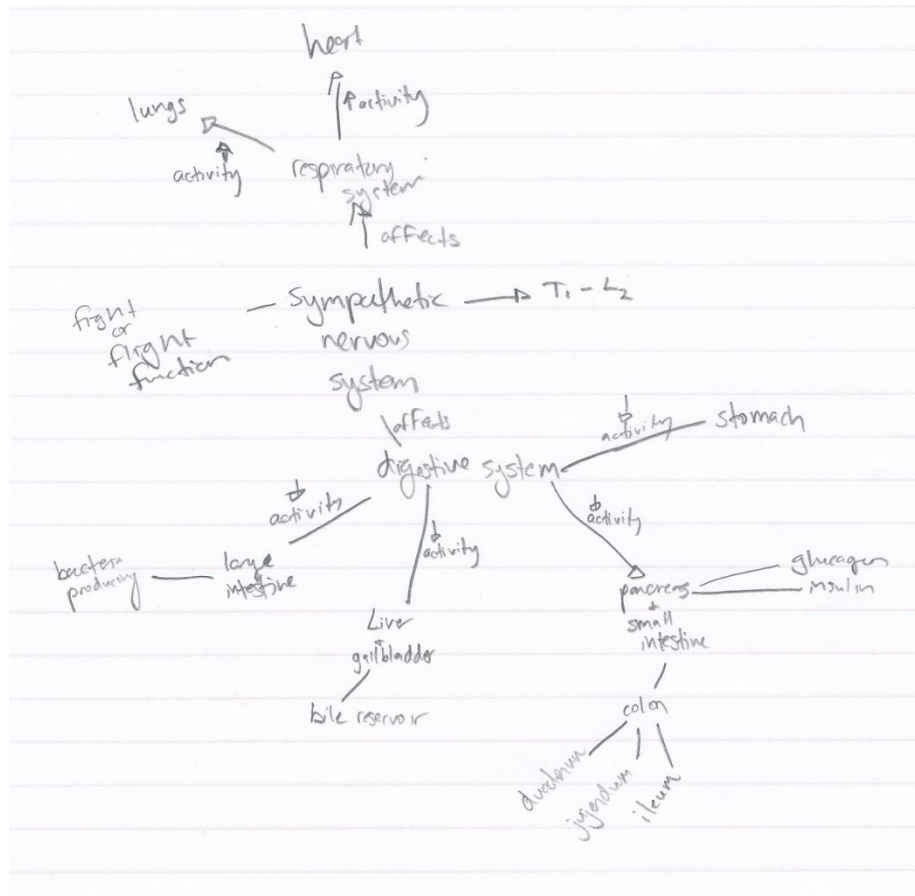 heart
↑ activity
lungs
↑
activity
respiratory
system
affects
fight
or
flight
function
sympathetic
nervous
system
T1 - L2
affects
digestive system
↓
activity
stomach
↓
activity
large
intestine
bacteria
producing
↓
activity
Liver
+
gallbladder
bile reservoir
↓
activity
pancreas
+
small
intestine
glucagon
insulin
colon
duedenum
jujendum
ileum